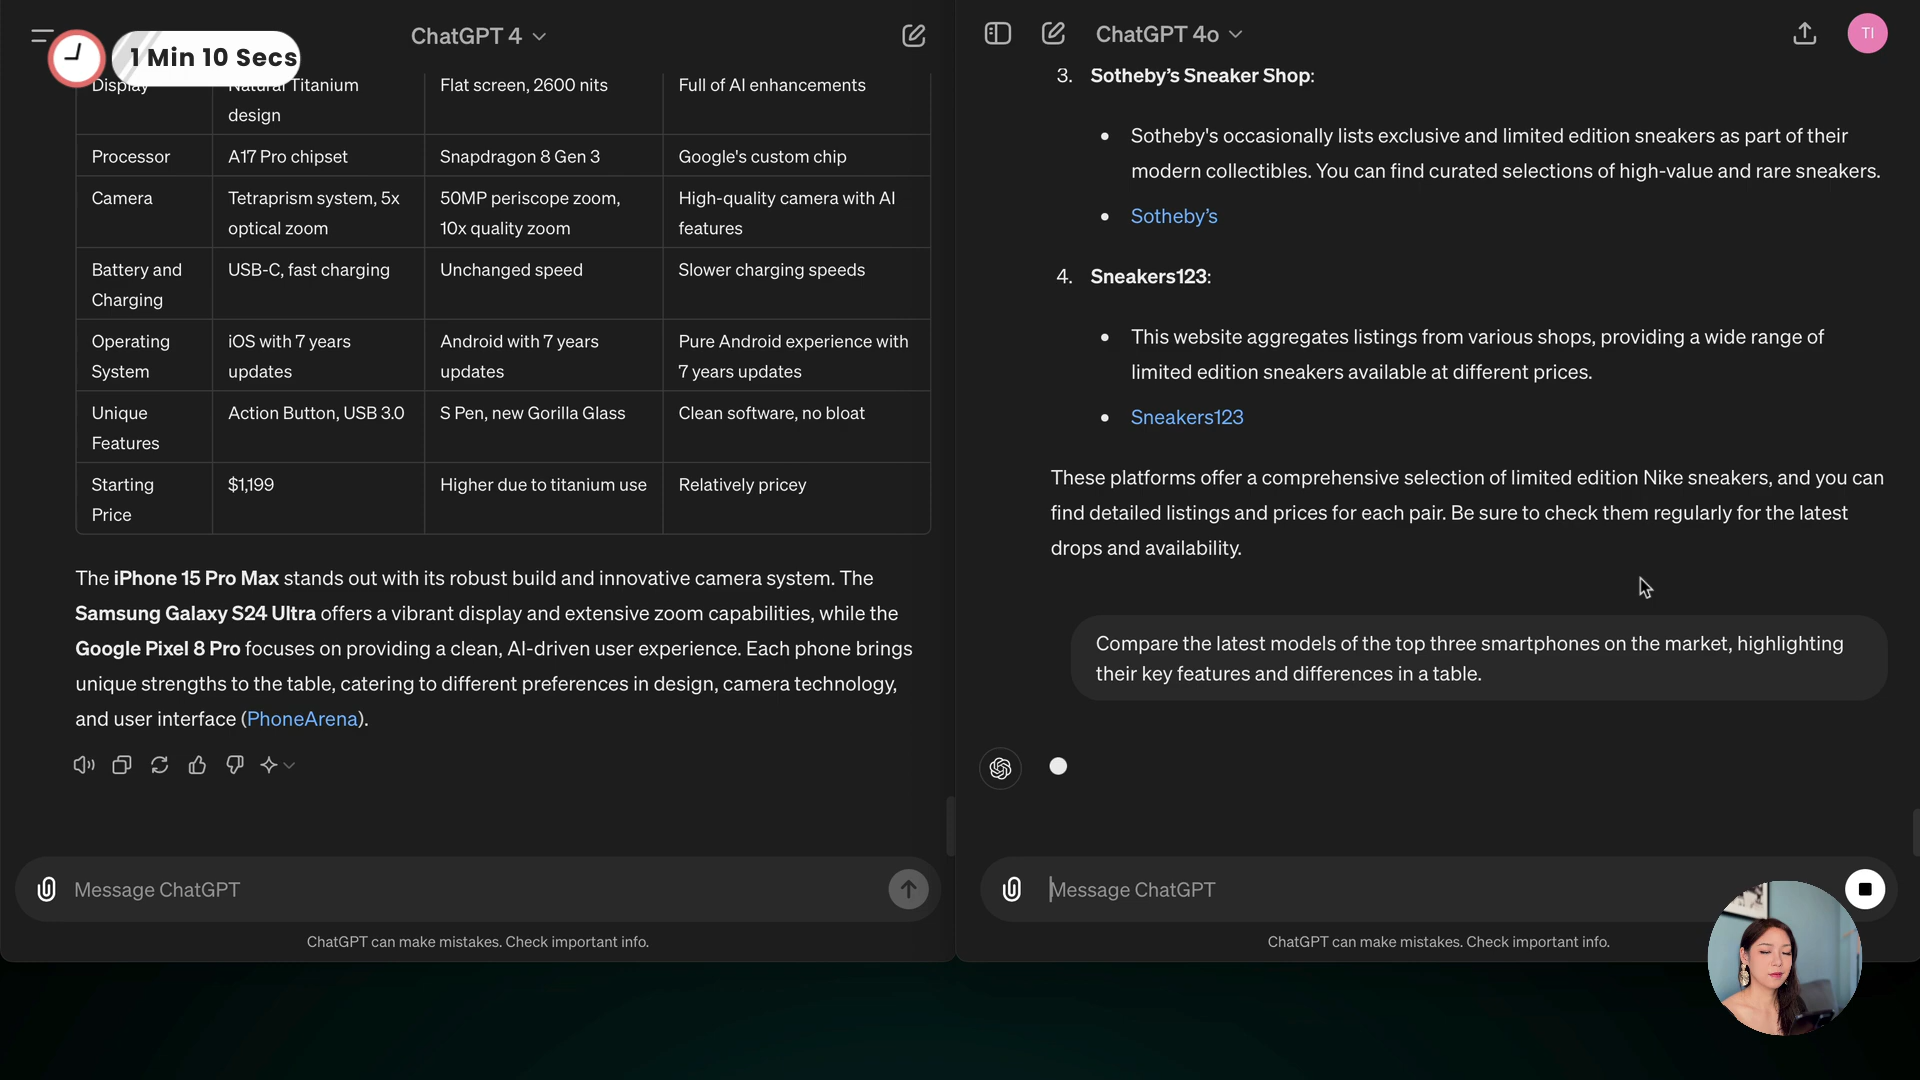 1 Min 10 Secs
ChatGPT 4
Display
Natural Titanium
design
Flat screen, 2600 nits
Full of AI enhancements
Processor
A17 Pro chipset
Snapdragon 8 Gen 3
Google's custom chip
Camera
Tetraprism system, 5x
optical zoom
50MP periscope zoom,
10x quality zoom
High-quality camera with AI
features
Battery and
Charging
USB-C, fast charging
Unchanged speed
Slower charging speeds
Operating
System
iOS with 7 years
updates
Android with 7 years
updates
Pure Android experience with
7 years updates
Unique
Features
Action Button, USB 3.0
S Pen, new Gorilla Glass
Clean software, no bloat
Starting
Price
$1,199
Higher due to titanium use
Relatively pricey
The iPhone 15 Pro Max stands out with its robust build and innovative camera system. The
Samsung Galaxy S24 Ultra offers a vibrant display and extensive zoom capabilities, while the
Google Pixel 8 Pro focuses on providing a clean, AI-driven user experience. Each phone brings
unique strengths to the table, catering to different preferences in design, camera technology,
and user interface (PhoneArena).
Message ChatGPT
ChatGPT can make mistakes. Check important info.
ChatGPT 4o
TI
3. Sotheby’s Sneaker Shop:
• Sotheby's occasionally lists exclusive and limited edition sneakers as part of their
modern collectibles. You can find curated selections of high-value and rare sneakers.
• Sotheby’s
4. Sneakers123:
• This website aggregates listings from various shops, providing a wide range of
limited edition sneakers available at different prices.
• Sneakers123
These platforms offer a comprehensive selection of limited edition Nike sneakers, and you can
find detailed listings and prices for each pair. Be sure to check them regularly for the latest
drops and availability.
Compare the latest models of the top three smartphones on the market, highlighting
their key features and differences in a table.
Message ChatGPT
ChatGPT can make mistakes. Check important info.